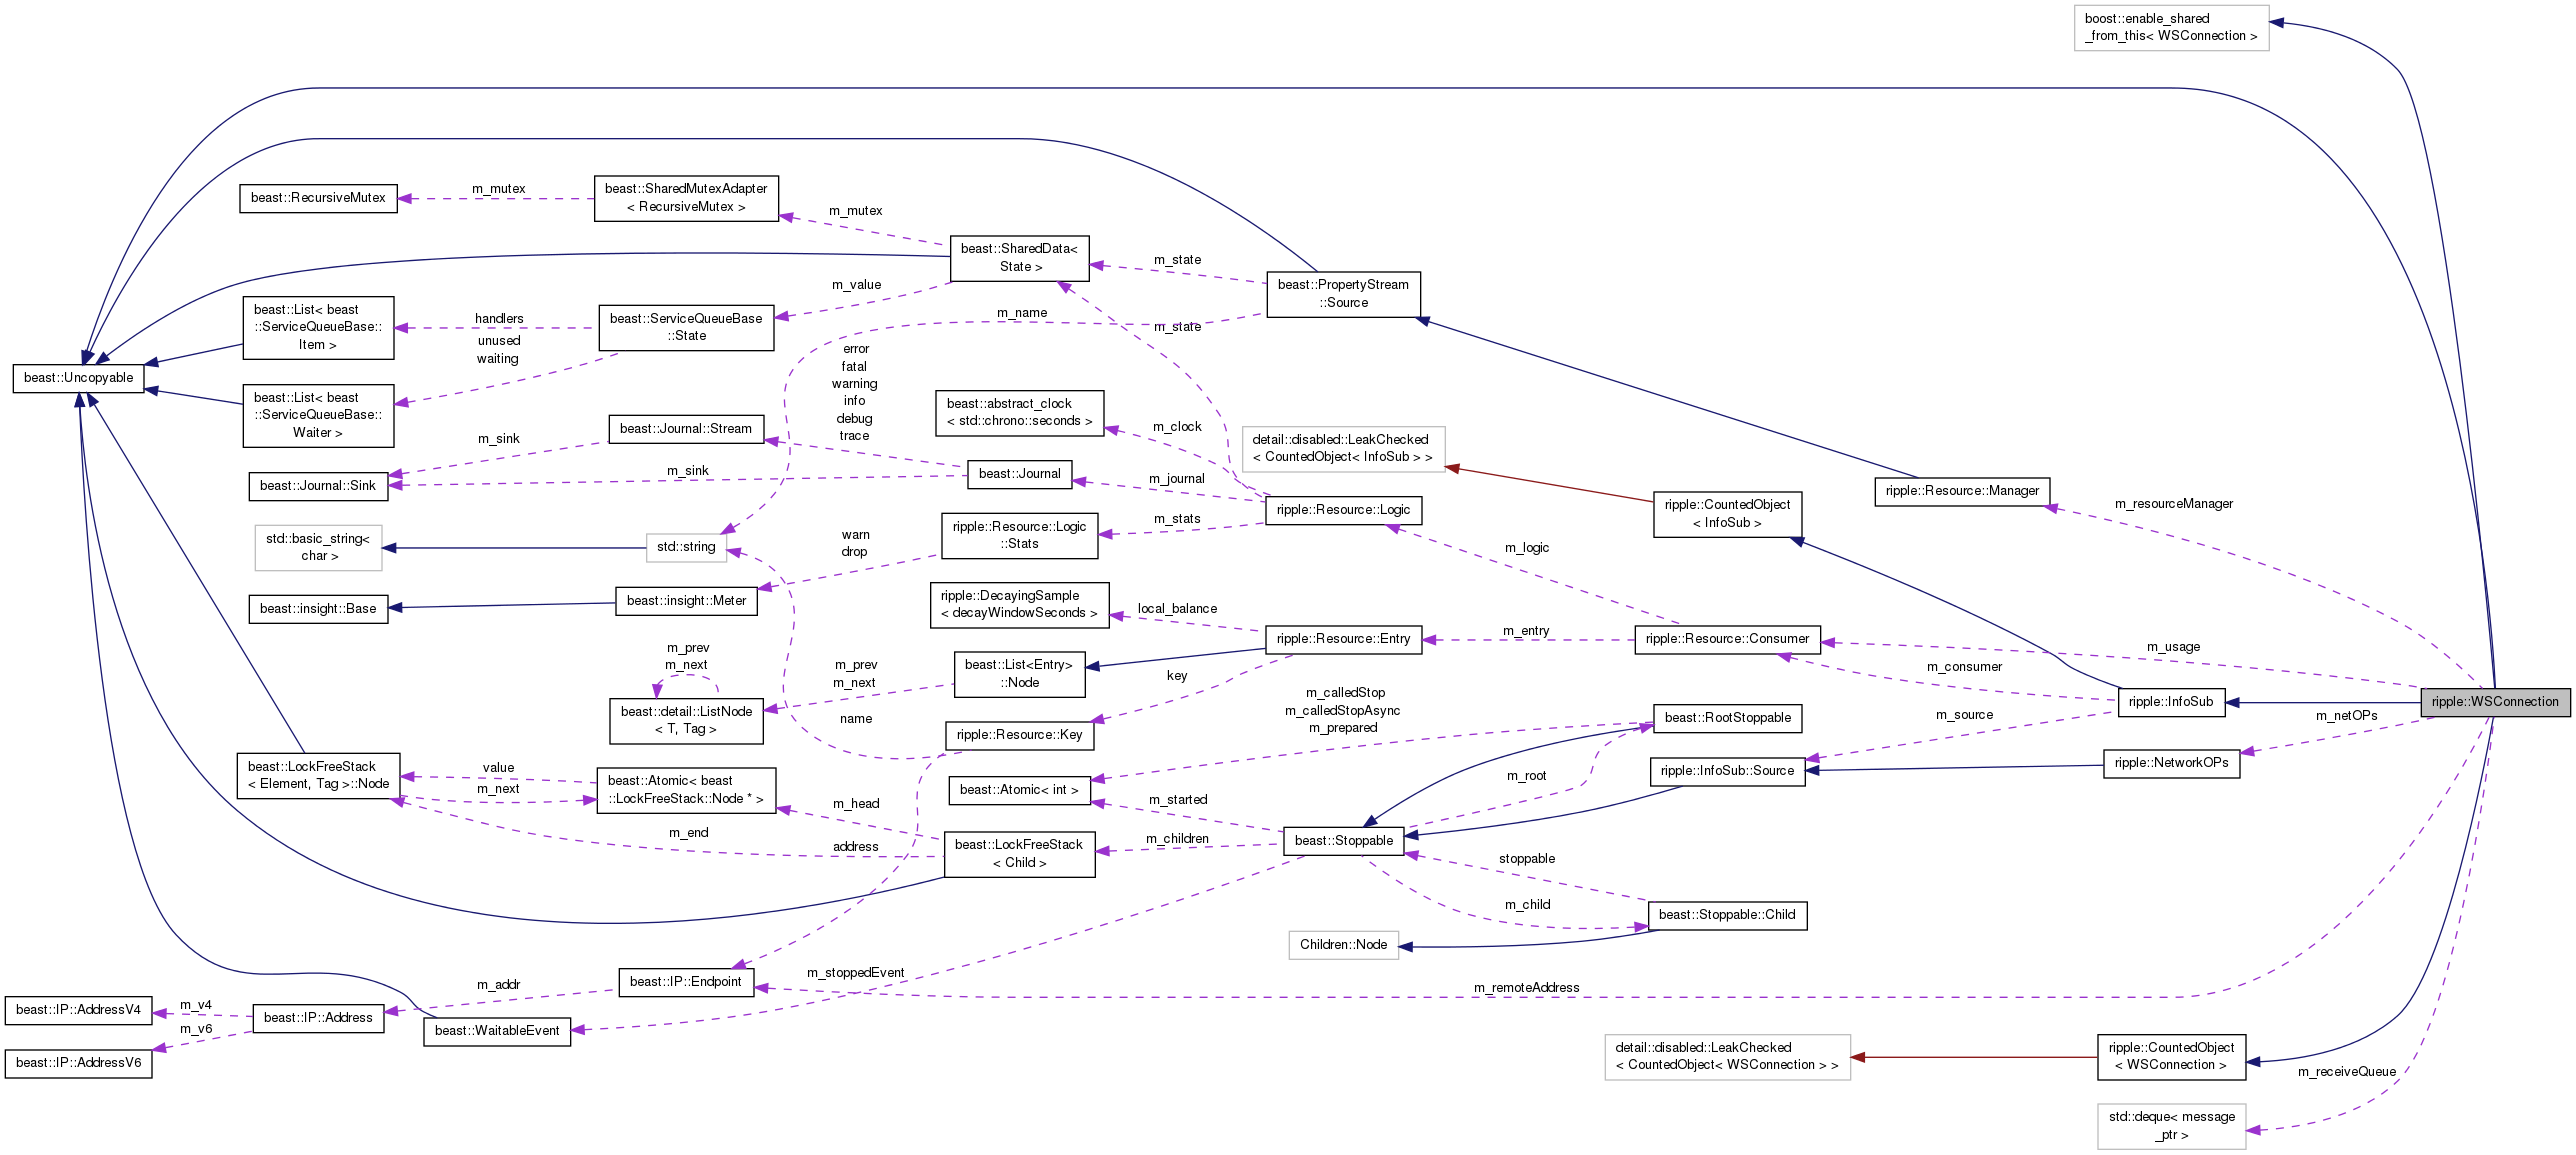 boost::enable_shared
_from_this< WSConnection >
beast::RecursiveMutex
m_mutex
beast::SharedMutexAdapter
< RecursiveMutex >
m_mutex
beast::SharedData<
State >
m_state
beast::PropertyStream
::Source
m_value
m_name
m_state
beast::List< beast
::ServiceQueueBase::
Item >
handlers
unused
waiting
beast::ServiceQueueBase
::State
beast::Uncopyable
beast::List< beast
::ServiceQueueBase::
Waiter >
error
fatal
warning
info
debug
trace
beast::abstract_clock
< std::chrono::seconds >
m_clock
detail::disabled::LeakChecked
< CountedObject< InfoSub > >
beast::Journal::Stream
m_sink
beast::Journal::Sink
m_sink
beast::Journal
m_journal
ripple::Resource::Logic
ripple::CountedObject
< InfoSub >
ripple::Resource::Manager
m_resourceManager
std::basic_string<
char >
std::string
warn
drop
ripple::Resource::Logic
::Stats
m_stats
m_logic
beast::insight::Base
beast::insight::Meter
ripple::DecayingSample
< decayWindowSeconds >
local_balance
ripple::Resource::Entry
m_entry
ripple::Resource::Consumer
m_usage
m_consumer
m_prev
m_next
m_prev
m_next
beast::List<Entry>
::Node
key
beast::detail::ListNode
< T, Tag >
name
ripple::Resource::Key
m_calledStop
m_calledStopAsync
m_prepared
beast::RootStoppable
m_source
ripple::InfoSub
ripple::WSConnection
m_netOPs
beast::LockFreeStack
< Element, Tag >::Node
value
m_next
beast::Atomic< beast
::LockFreeStack::Node * >
m_head
beast::Atomic< int >
m_started
m_root
ripple::InfoSub::Source
ripple::NetworkOPs
m_end
address
beast::LockFreeStack
< Child >
m_children
beast::Stoppable
stoppable
m_child
beast::Stoppable::Child
Children::Node
m_stoppedEvent
beast::IP::Endpoint
m_addr
m_remoteAddress
beast::IP::AddressV4
m_v4
m_v6
beast::IP::Address
beast::WaitableEvent
beast::IP::AddressV6
detail::disabled::LeakChecked
< CountedObject< WSConnection > >
ripple::CountedObject
< WSConnection >
m_receiveQueue
std::deque< message
_ptr >